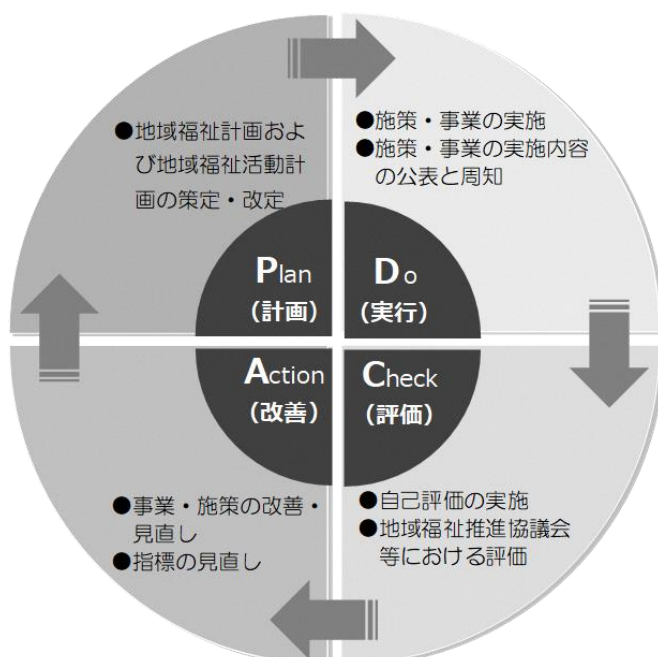 ●地域福祉計画およ
び地域福祉活動計
画の策定・改定
Plan
(計画)
●施策・事業の実施
●施策・事業の実施内容
の公表と周知
Do
(実行)
Check
(評価)
●自己評価の実施
●地域福祉推進協議会
等における評価
Action
(改善)
●事業・施策の改善・
見直し
●指標の見直し